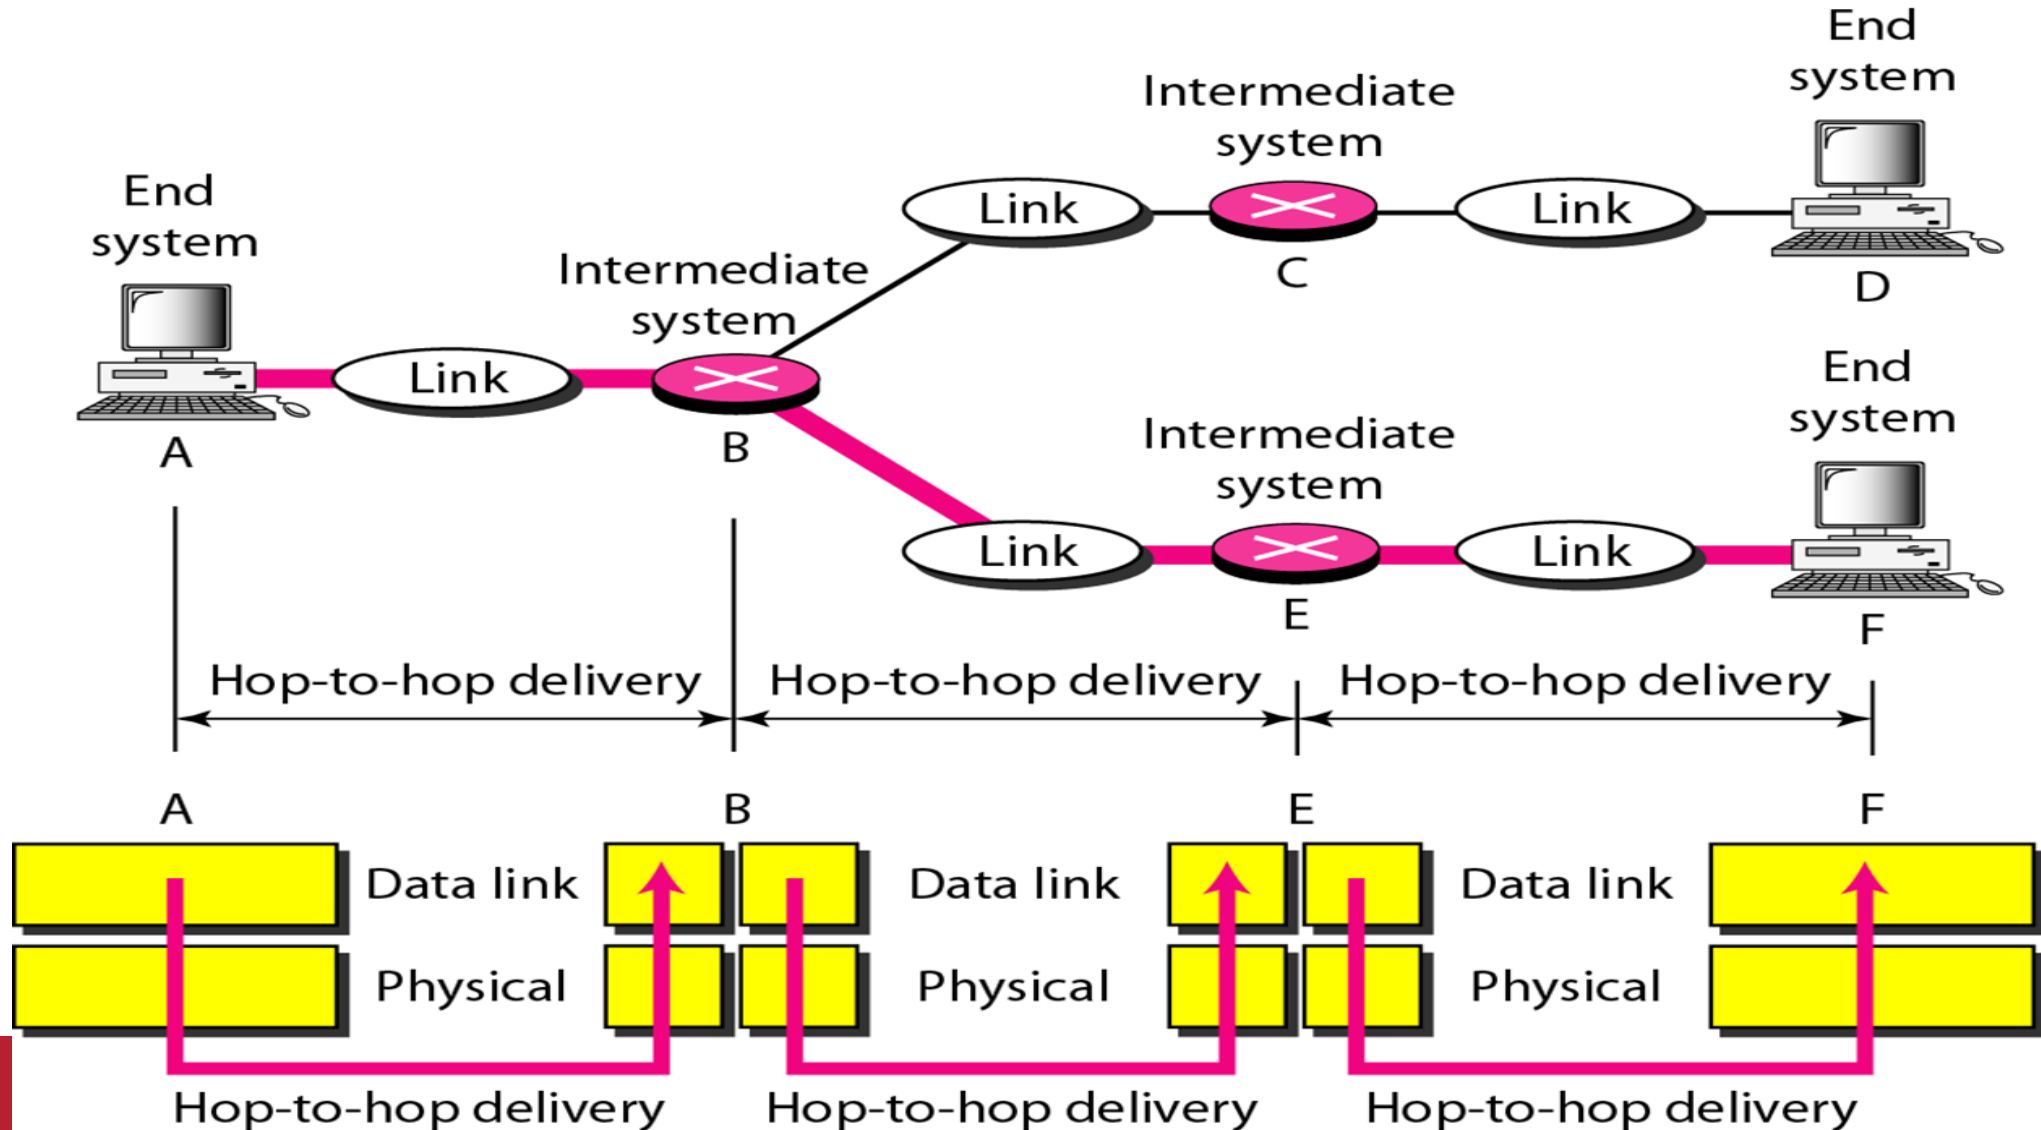 End
system
Intermediate
system
End
system
Link
Link
C
D
Intermediate
system
Link
A
B
End
system
Intermediate
system
Link
Link
E
F
Hop-to-hop delivery Hop-to-hop delivery Hop-to-hop delivery
A B E F
Data link Data link Data link
Physical Physical Physical
Hop-to-hop delivery Hop-to-hop delivery Hop-to-hop delivery